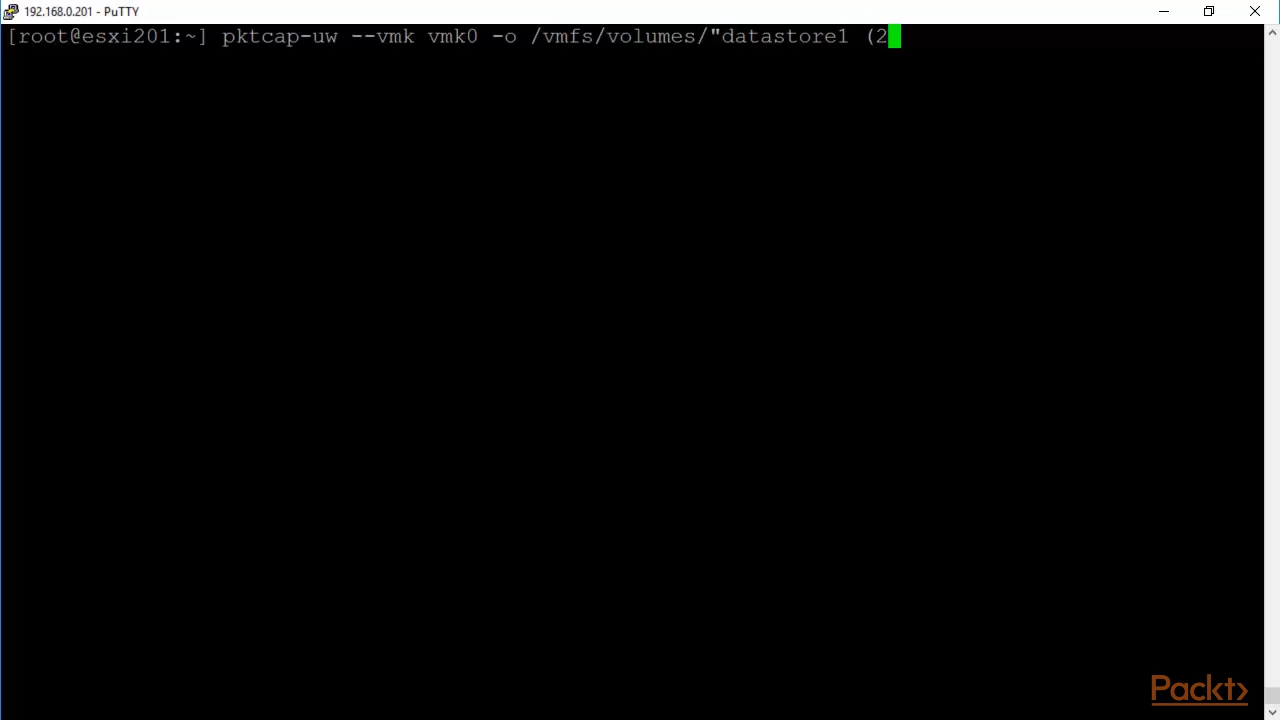 192.168.0.201 - PuTTY
[root@esxi201:~] pktcap-uw --vmk vmk0 -o /vmfs/volumes/"datastore1 (2
Packt>